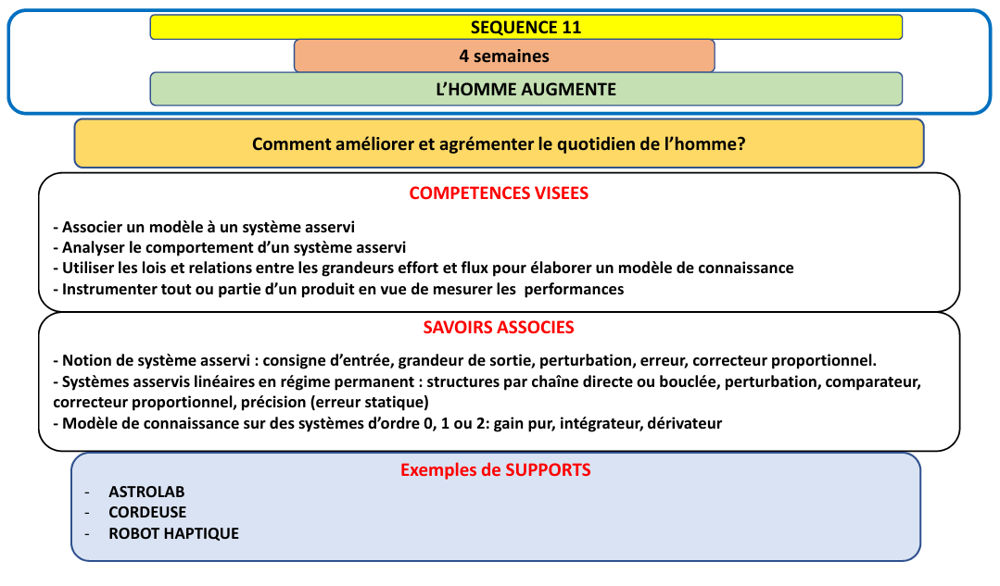 SEQUENCE 11
4 semaines
L’HOMME AUGMENTE
Comment améliorer et agrémenter le quotidien de l’homme?
COMPETENCES VISEES
- Associer un modèle à un système asservi
- Analyser le comportement d’un système asservi
- Utiliser les lois et relations entre les grandeurs effort et flux pour élaborer un modèle de connaissance
- Instrumenter tout ou partie d’un produit en vue de mesurer les  performances
SAVOIRS ASSOCIES
- Notion de système asservi : consigne d’entrée, grandeur de sortie, perturbation, erreur, correcteur proportionnel.
- Systèmes asservis linéaires en régime permanent : structures par chaîne directe ou bouclée, perturbation, comparateur,
correcteur proportionnel, précision (erreur statique)
- Modèle de connaissance sur des systèmes d’ordre 0, 1 ou 2: gain pur, intégrateur, dérivateur
Exemples de SUPPORTS
- ASTROLAB
- CORDEUSE
- ROBOT HAPTIQUE